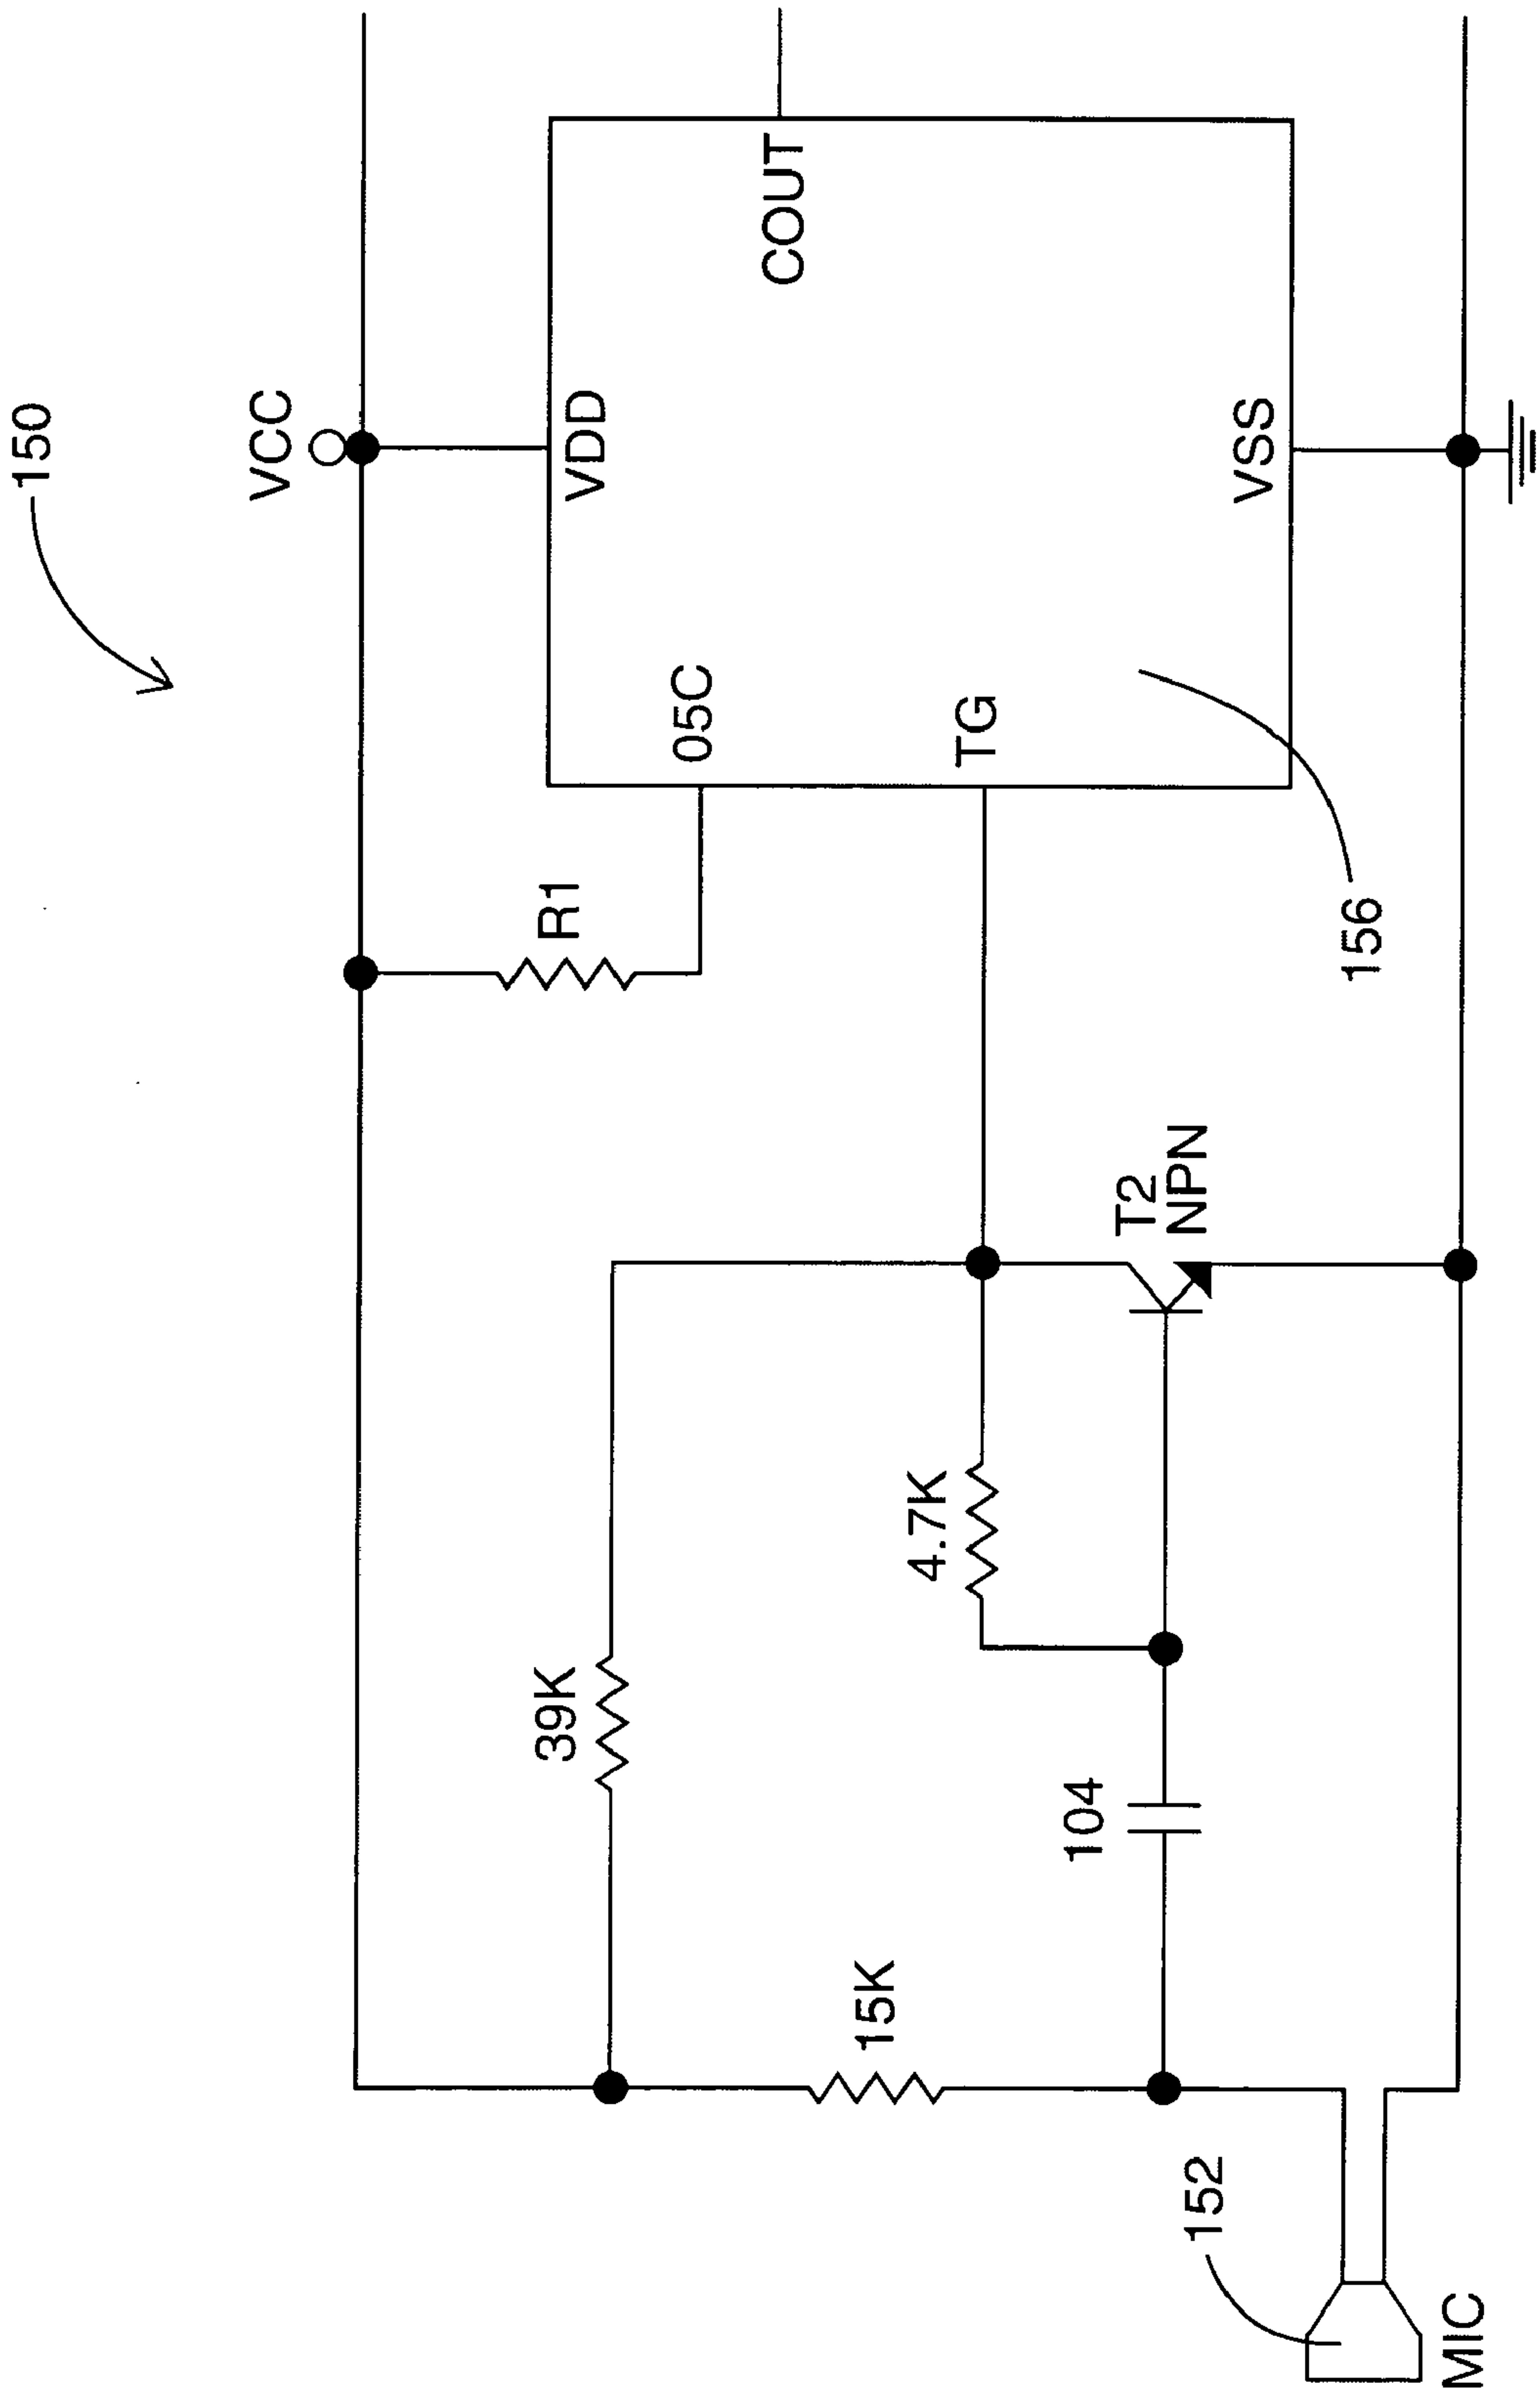 150
VCC
VDD
COUT
05C
R1
TG
VSS
156
39K
4.7K
T2
NPN
15K
104
152
MIC